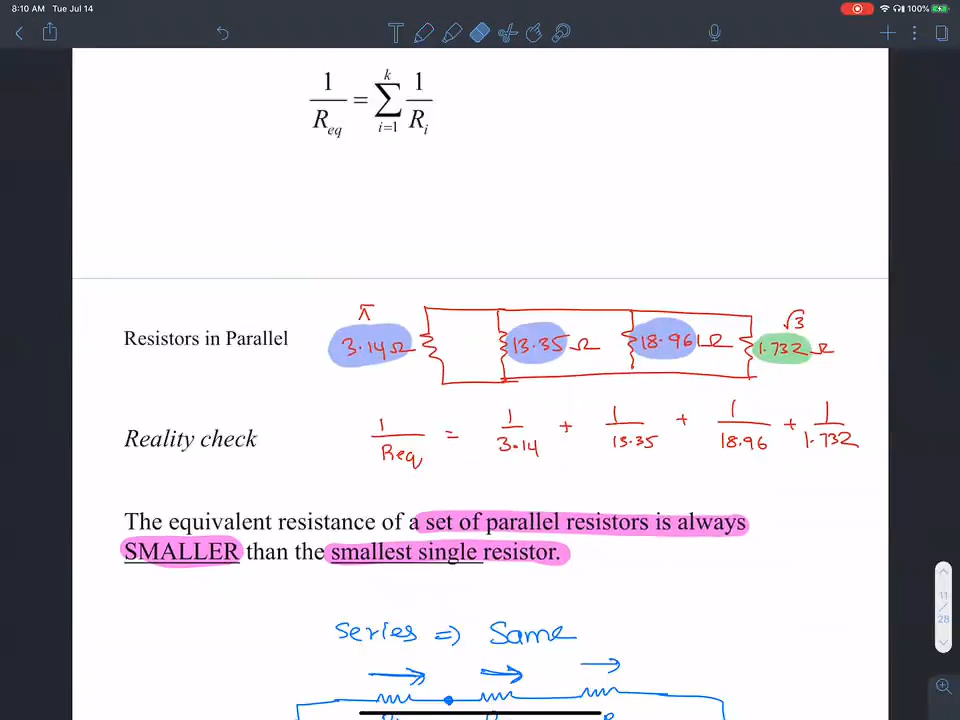 8:10 AM Tue Jul 14
100%
1/R_eq = ∑_{i=1}^{k} 1/R_i
π
√3
Resistors in Parallel
3.14Ω 13.35Ω 18.96Ω 1.732Ω
Reality check
1/Req = 1/3.14 + 1/13.35 + 1/18.96 + 1/1.732
The equivalent resistance of a set of parallel resistors is always
SMALLER than the smallest single resistor.
series => Same
11
/
28